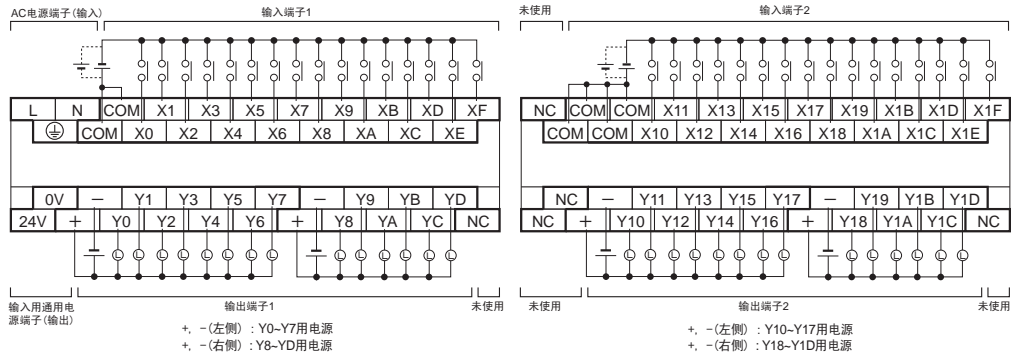 AC电源端子(输入) 输入端子1
L N COM X1 X3 X5 X7 X9 XB XD XF
COM X0 X2 X4 X6 X8 XA XC XE
0V − Y1 Y3 Y5 Y7 − Y9 YB YD
24V + Y0 Y2 Y4 Y6 + Y8 YA YC NC
L L L L L L L L L L L L L L
输入用通用电
源端子(输出)
输出端子1 未使用
+, −(左侧) : Y0~Y7用电源
+, −(右侧) : Y8~YD用电源
未使用 输入端子2
NC COM COM X11 X13 X15 X17 X19 X1B X1D X1F
COM COM X10 X12 X14 X16 X18 X1A X1C X1E
NC − Y11 Y13 Y15 Y17 − Y19 Y1B Y1D
NC + Y10 Y12 Y14 Y16 + Y18 Y1A Y1C NC
L L L L L L L L L L L L L L
未使用 输出端子2 未使用
+, −(左侧) : Y10~Y17用电源
+, −(右侧) : Y18~Y1D用电源